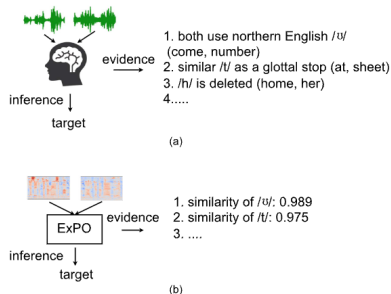 evidence
1. both use northern English /ʊ/
(come, number)
2. similar /t/ as a glottal stop (at, sheet)
3. /h/ is deleted (home, her)
4.....
inference
target
(a)
ExPO
evidence
1. similarity of /ʊ/: 0.989
2. similarity of /t/: 0.975
3. ....
inference
target
(b)